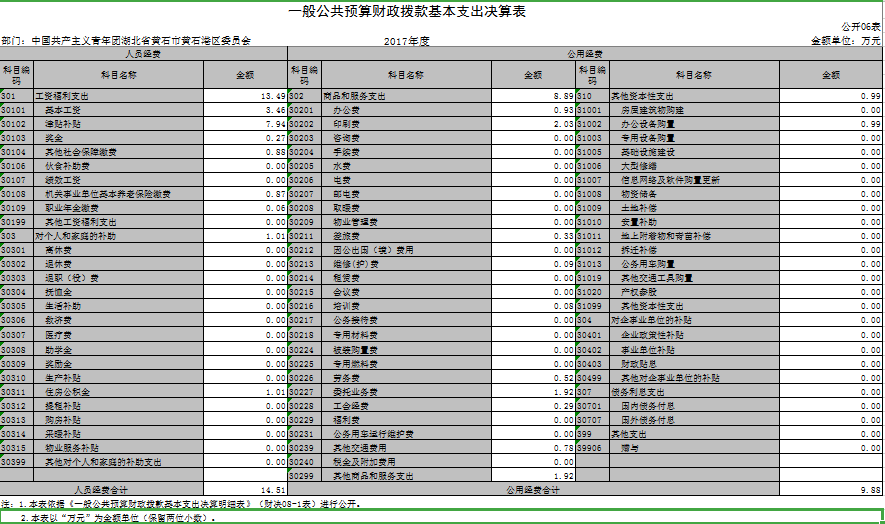 一般公共预算财政拨款基本支出决算表
公开06表
部门：中国共产主义青年团湖北省黄石市黄石港区委员会 2017年度 金额单位：万元
人员经费 公用经费
科目编码 科目名称 金额 科目编码 科目名称 金额 科目编码 科目名称 金额
301 工资福利支出 13.49 302 商品和服务支出 8.89 310 其他资本性支出 0.99
30101 基本工资 3.46 30201 办公费 0.93 31001 房屋建筑物购建 0.00
30102 津贴补贴 7.94 30202 印刷费 2.03 31002 办公设备购置 0.99
30103 奖金 0.27 30203 咨询费 0.00 31003 专用设备购置 0.00
30104 其他社会保障缴费 0.88 30204 手续费 0.00 31005 基础设施建设 0.00
30106 伙食补助费 0.00 30205 水费 0.00 31006 大型修缮 0.00
30107 绩效工资 0.00 30206 电费 0.00 31007 信息网络及软件购置更新 0.00
30108 机关事业单位基本养老保险缴费 0.87 30207 邮电费 0.00 31008 物资储备 0.00
30109 职业年金缴费 0.06 30208 取暖费 0.00 31009 土地补偿 0.00
30199 其他工资福利支出 0.00 30209 物业管理费 0.00 31010 安置补助 0.00
303 对个人和家庭的补助 1.01 30211 差旅费 0.33 31011 地上附着物和青苗补偿 0.00
30301 离休费 0.00 30212 因公出国（境）费用 0.00 31012 拆迁补偿 0.00
30302 退休费 0.00 30213 维修(护)费 0.09 31013 公务用车购置 0.00
30303 退职（役）费 0.00 30214 租赁费 0.00 31019 其他交通工具购置 0.00
30304 抚恤金 0.00 30215 会议费 0.00 31020 产权参股 0.00
30305 生活补助 0.00 30216 培训费 0.08 31099 其他资本性支出 0.00
30306 救济费 0.00 30217 公务接待费 0.00 304 对企事业单位的补贴 0.00
30307 医疗费 0.00 30218 专用材料费 0.00 30401 企业政策性补贴 0.00
30308 助学金 0.00 30224 被装购置费 0.00 30402 事业单位补贴 0.00
30309 奖励金 0.00 30225 专用燃料费 0.00 30403 财政贴息 0.00
30310 生产补贴 0.00 30226 劳务费 0.52 30499 其他对企事业单位的补贴 0.00
30311 住房公积金 1.01 30227 委托业务费 1.92 307 债务利息支出 0.00
30312 提租补贴 0.00 30228 工会经费 0.29 30701 国内债务付息 0.00
30313 购房补贴 0.00 30229 福利费 0.00 30707 国外债务付息 0.00
30314 采暖补贴 0.00 30231 公务用车运行维护费 0.00 399 其他支出 0.00
30315 物业服务补贴 0.00 30239 其他交通费用 0.78 39906 赠与 0.00
30399 其他对个人和家庭的补助支出 0.00 30240 税金及附加费用 0.00
30299 其他商品和服务支出 1.92
人员经费合计 14.51 公用经费合计 9.88
注：1.本表依据《一般公共预算财政拨款基本支出决算明细表》（财决08-1表）进行公开。
2.本表以“万元”为金额单位（保留两位小数）。